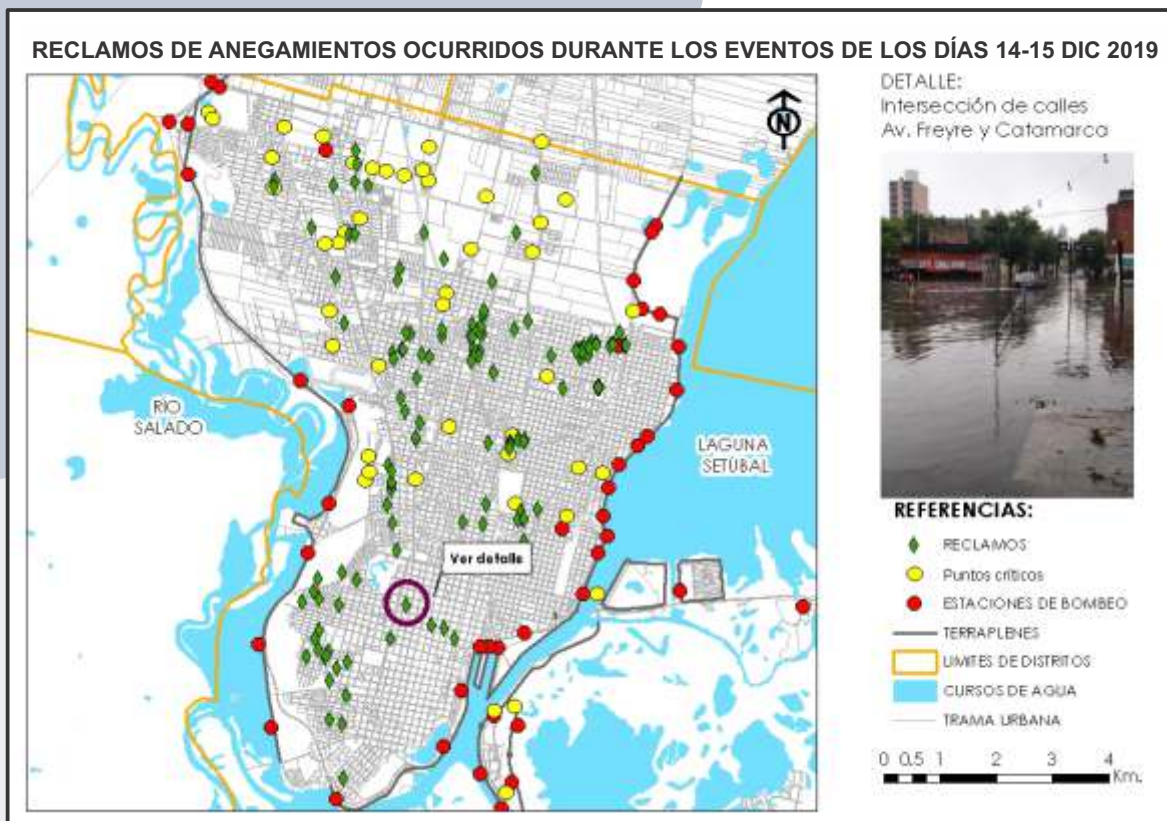 RECLAMOS DE ANEGAMIENTOS OCURRIDOS DURANTE LOS EVENTOS DE LOS DÍAS 14-15 DIC 2019
DETALLE:
Intersección de calles
Av. Freyre y Catamarca
N
RÍO
SALADO
LAGUNA
SETÚBAL
Ver detalle
REFERENCIAS:
RECLAMOS
Puntos críticos
ESTACIONES DE BOMBEO
TERRAPLENES
LIMITES DE DISTRITOS
CURSOS DE AGUA
TRAMA URBANA
0 0,5 1 2 3 4
Km.